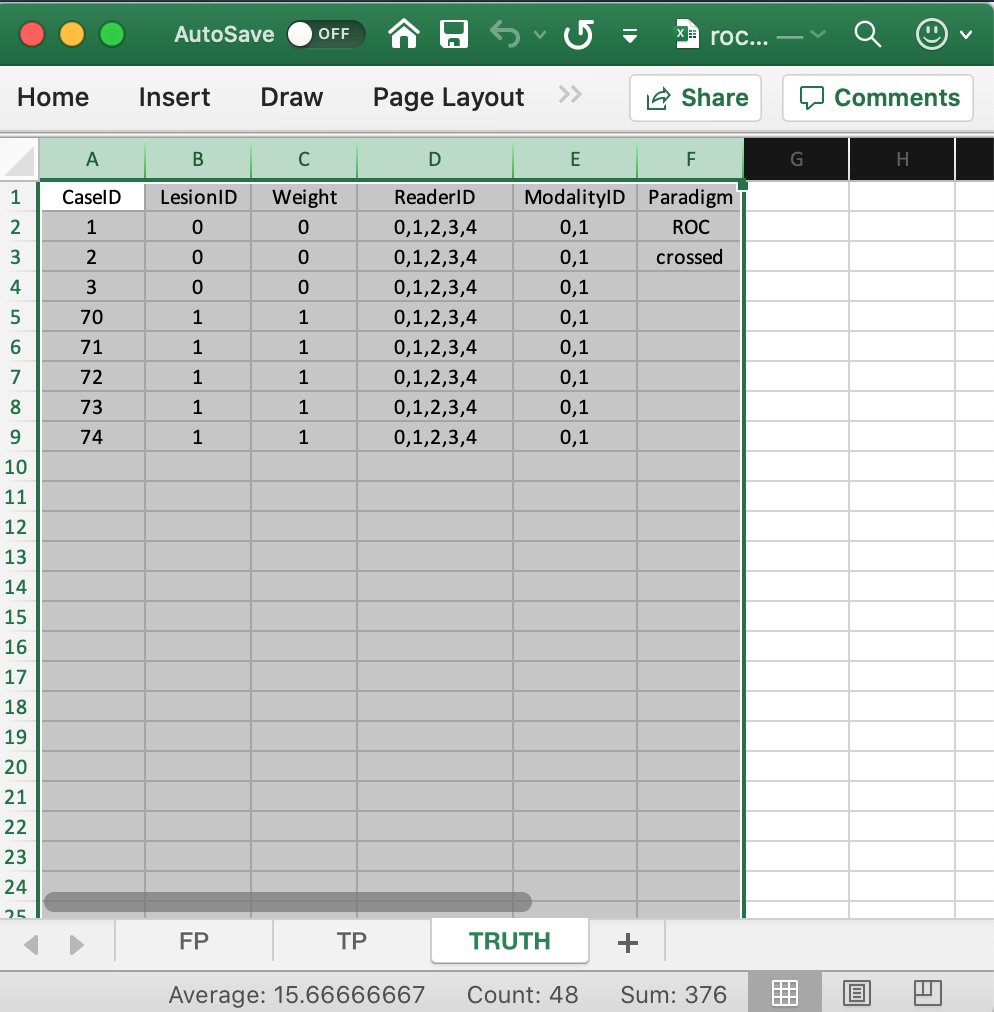 AutoSave OFF roc...
Home Insert Draw Page Layout Share Comments
A B C D E F G H
1 CaseID LesionID Weight ReaderID ModalityID Paradigm
2 1 0 0 0,1,2,3,4 0,1 ROC
3 2 0 0 0,1,2,3,4 0,1 crossed
4 3 0 0 0,1,2,3,4 0,1
5 70 1 1 0,1,2,3,4 0,1
6 71 1 1 0,1,2,3,4 0,1
7 72 1 1 0,1,2,3,4 0,1
8 73 1 1 0,1,2,3,4 0,1
9 74 1 1 0,1,2,3,4 0,1
10
11
12
13
14
15
16
17
18
19
20
21
22
23
24
25
FP TP TRUTH +
Average: 15.66666667 Count: 48 Sum: 376